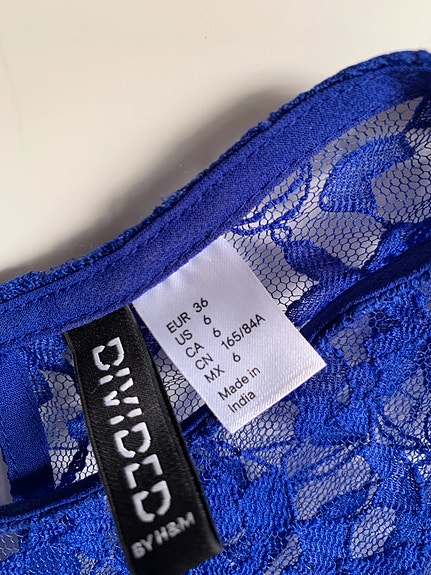 EUR 36
US 6
CA 6
CN 165/84A
MX 6
Made in
India
DIVIDED
BY H&M